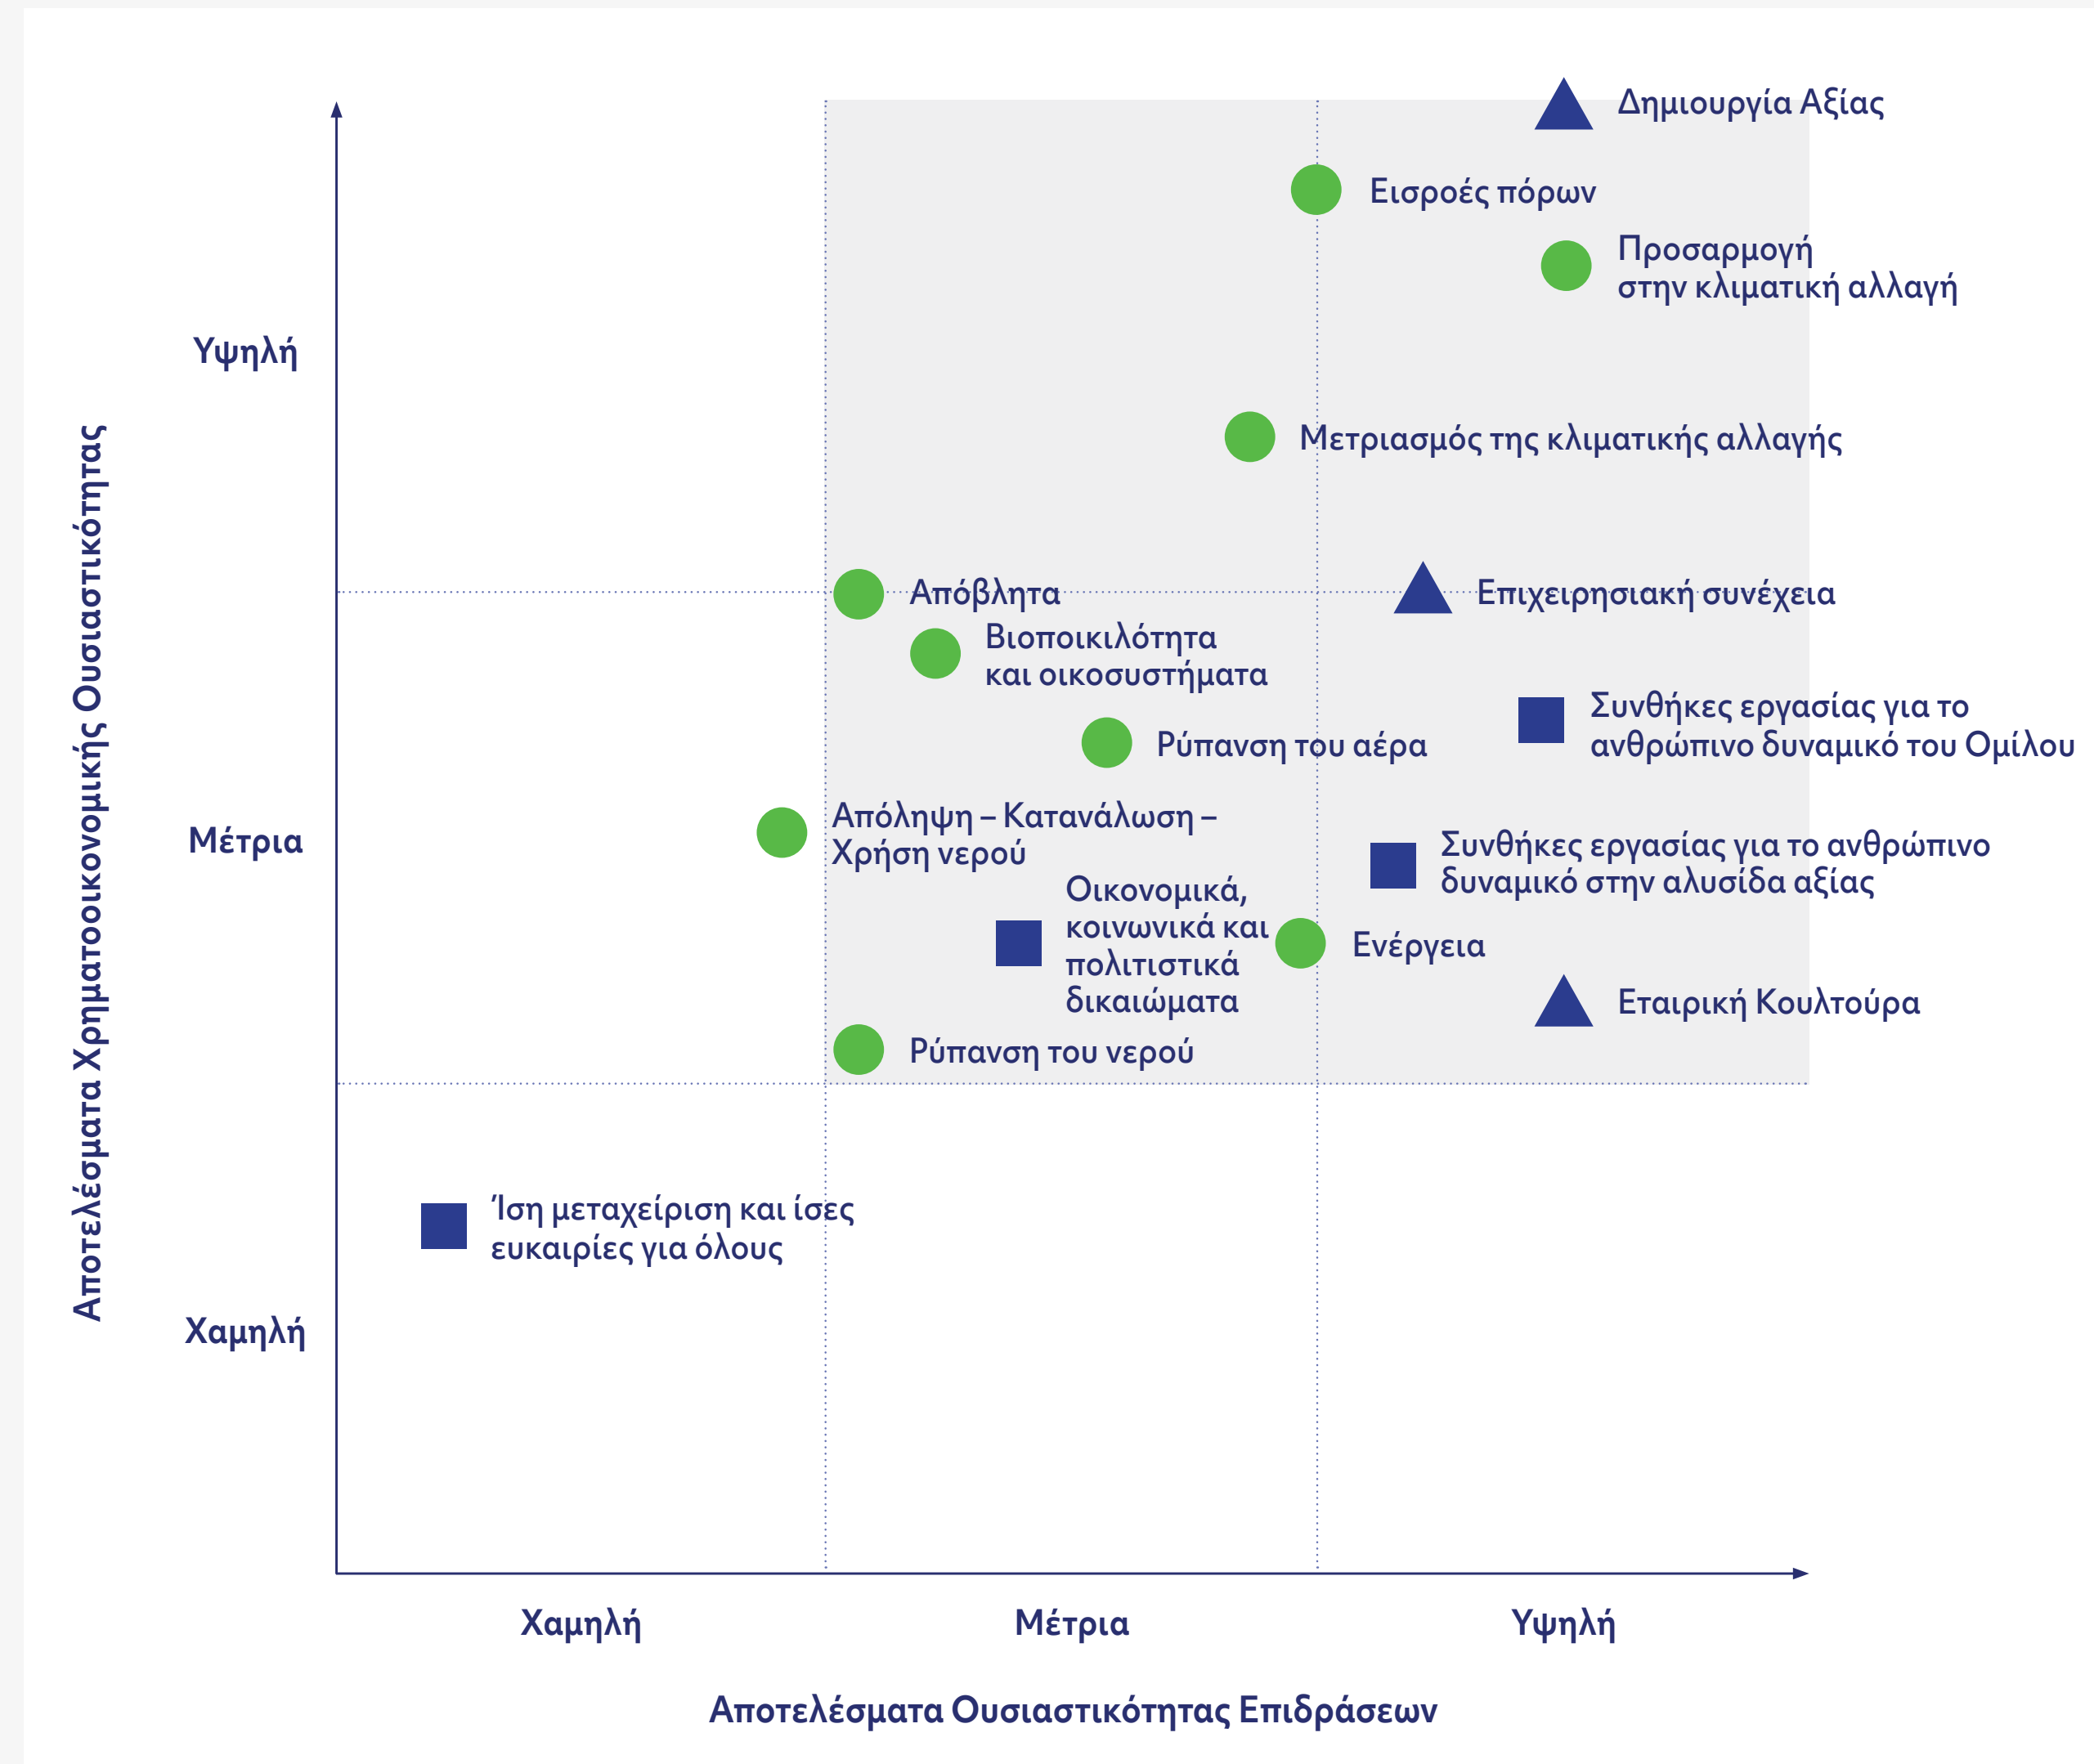 Δημιουργία Αξίας
Εισροές πόρων
Προσαρμογή
στην κλιματική αλλαγή
Υψηλή
Μετριασμός της κλιματικής αλλαγής
Απόβλητα
Επιχειρησιακή συνέχεια
Βιοποικιλότητα
και οικοσυστήματα
Συνθήκες εργασίας για το
ανθρώπινο δυναμικό του Ομίλου
Ρύπανση του αέρα
Αποτελέσματα Χρηματοοικονομικής Ουσιαστικότητας
Μέτρια
Απόληψη – Κατανάλωση –
Χρήση νερού
Συνθήκες εργασίας για το ανθρώπινο
δυναμικό στην αλυσίδα αξίας
Οικονομικά,
κοινωνικά και
πολιτιστικά
δικαιώματα
Ενέργεια
Εταιρική Κουλτούρα
Ρύπανση του νερού
Ίση μεταχείριση και ίσες
ευκαιρίες για όλους
Χαμηλή
Χαμηλή
Μέτρια
Υψηλή
Αποτελέσματα Ουσιαστικότητας Επιδράσεων